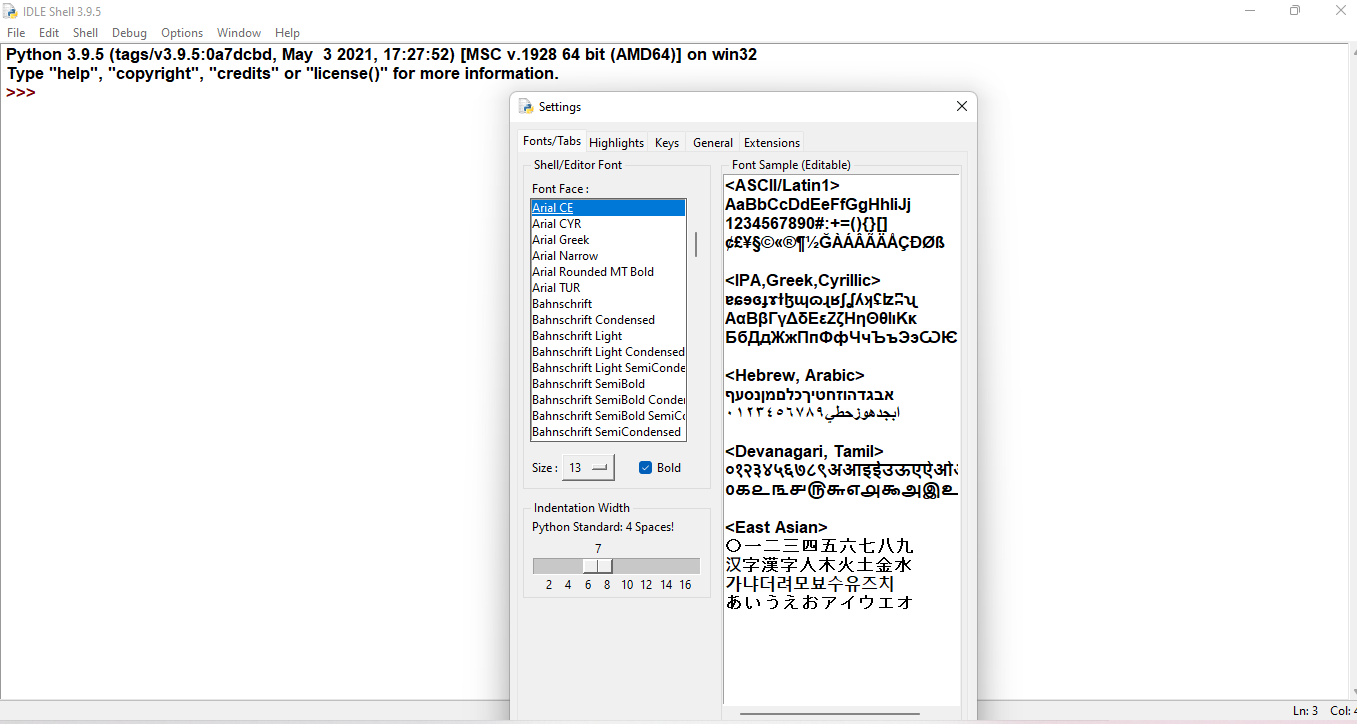 IDLE Shell 3.9.5
File Edit Shell Debug Options Window Help
Python 3.9.5 (tags/v3.9.5:0a7dcbd, May  3 2021, 17:27:52) [MSC v.1928 64 bit (AMD64)] on win32
Type "help", "copyright", "credits" or "license()" for more information.
>>>
Settings
Fonts/Tabs Highlights Keys General Extensions
Shell/Editor Font
Font Face :
Arial CE
Arial CYR
Arial Greek
Arial Narrow
Arial Rounded MT Bold
Arial TUR
Bahnschrift
Bahnschrift Condensed
Bahnschrift Light
Bahnschrift Light Condensed
Bahnschrift Light SemiConde
Bahnschrift SemiBold
Bahnschrift SemiBold Conde
Bahnschrift SemiBold SemiC
Bahnschrift SemiCondensed
Size : 13 Bold
Indentation Width
Python Standard: 4 Spaces!
7
2 4 6 8 10 12 14 16
Font Sample (Editable)
<ASCII/Latin1>
AaBbCcDdEeFfGgHhIiJj
1234567890#:+=(){}[]
¢£¥§©«®¶½ĞÀÁÂÃÄÅÇÐØß
<IPA,Greek,Cyrillic>
ΑαΒβΓγΔδΕεΖζΗηΘθΙιΚκ
БбДдЖжПпФфЧчЪъЭэѠѤ
<Hebrew, Arabic>
אבגדהוזחטיךכלםמןנסעף
ابجدهوزحطي٠١٢٣٤٥٦٧٨٩
<Devanagari, Tamil>
०१२३४५६७८९अआइईउऊएऐओ
௦௧௨௩௪௫௬௭௮௯அஇஉ
<East Asian>
〇一二三四五六七八九
汉字漢字人木火土金水
가냐더려모뵤수유즈치
あいうえおアイウエオ
Ln: 3 Col: